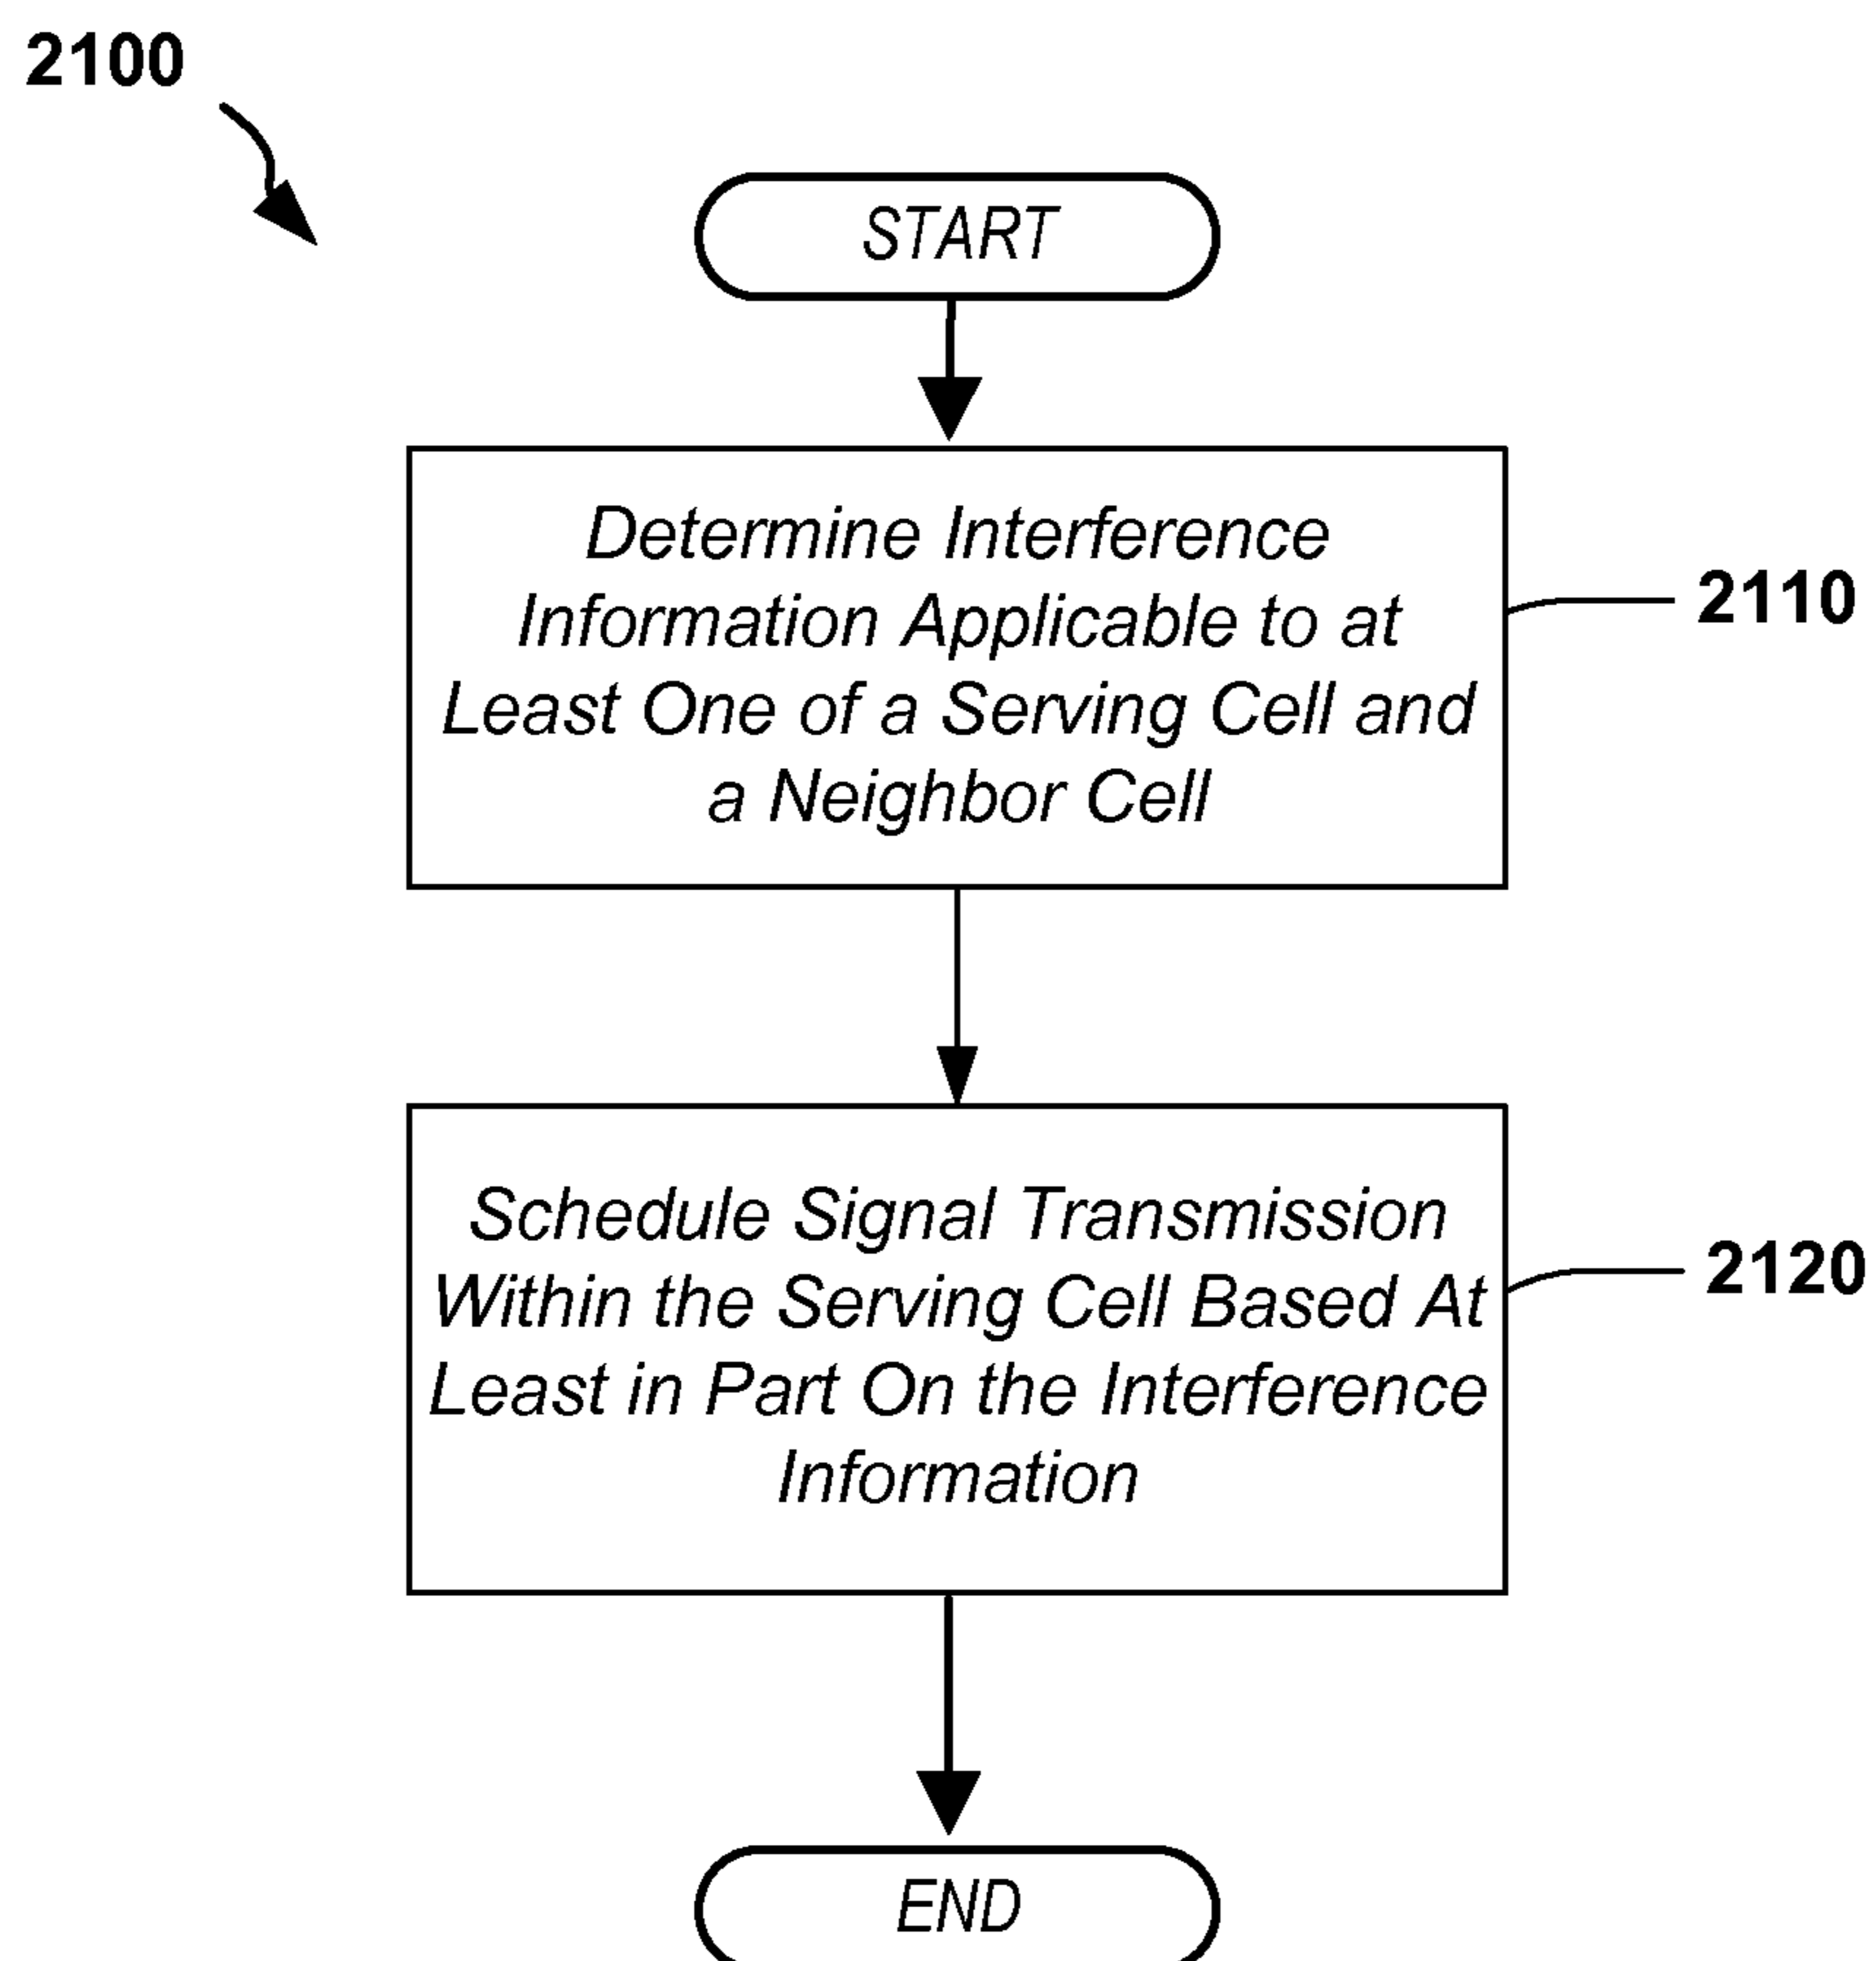 2100
START
Determine Interference
Information Applicable to at
Least One of a Serving Cell and
a Neighbor Cell
2110
Schedule Signal Transmission
Within the Serving Cell Based At
Least in Part On the Interference
Information
2120
END